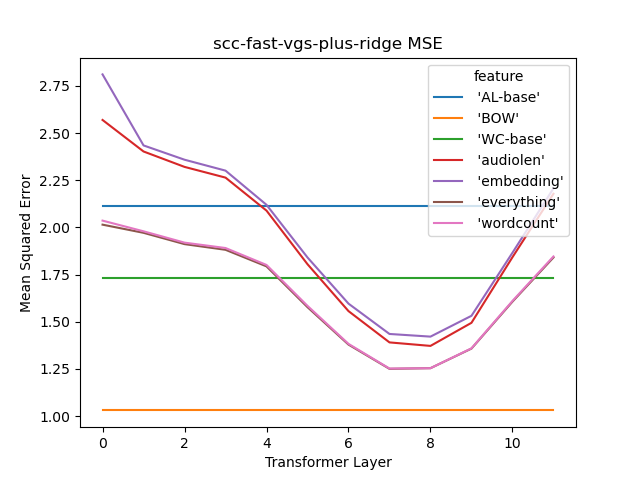 scc-fast-vgs-plus-ridge MSE
Mean Squared Error
2.75
2.50
2.25
2.00
1.75
1.50
1.25
1.00
feature
'AL-base'
'BOW'
'WC-base'
'audiolen'
'embedding'
'everything'
'wordcount'
0 2 4 6 8 10
Transformer Layer